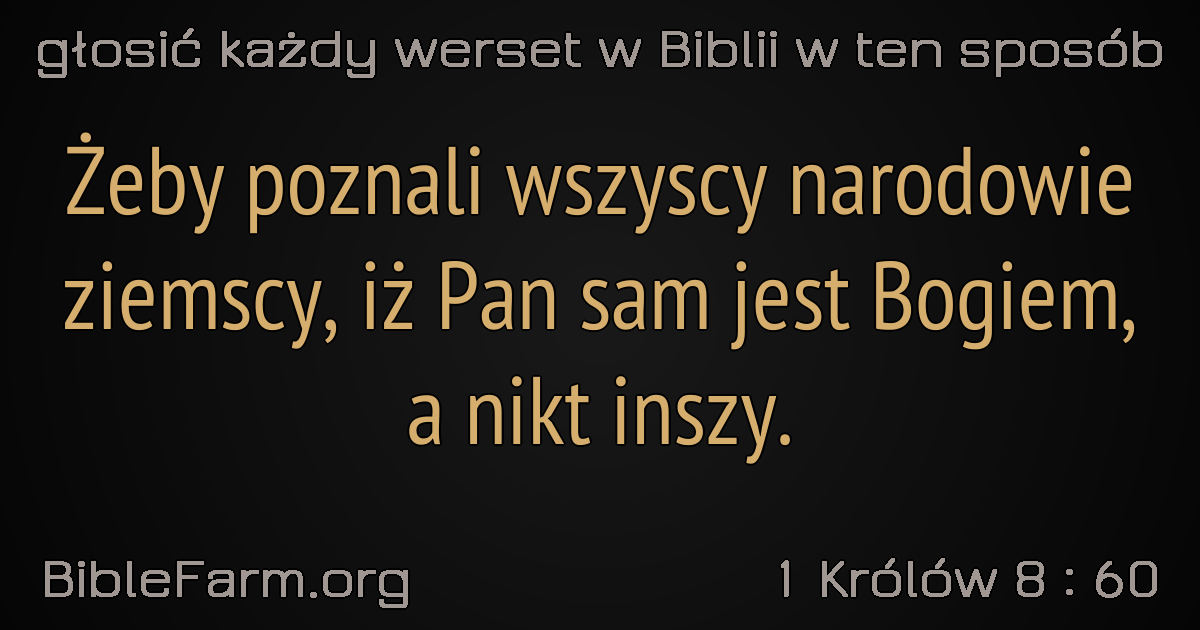 głosić każdy werset w Biblii w ten sposób
Żeby poznali wszyscy narodowie
ziemscy, iż Pan sam jest Bogiem,
a nikt inszy.
BibleFarm.org
1 Królów 8 : 60